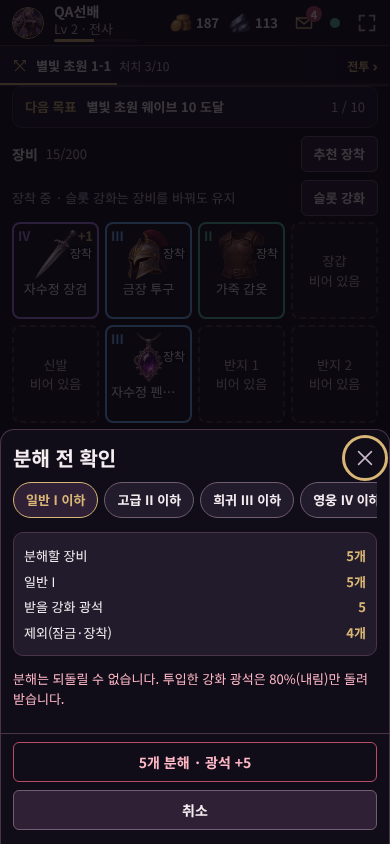 QA선배
Lv 2 · 전사
187
113
4
별빛 초원 1-1 처치 3/10
전투 ›
다음 목표 별빛 초원 웨이브 10 도달 1 / 10
장비 15/200
추천 장착
장착 중 · 슬롯 강화는 장비를 바꿔도 유지
슬롯 강화
IV +1 장착 자수정 장검
III 장착 금장 투구
II 장착 가죽 갑옷
장갑 비어 있음
신발 비어 있음
III 장착 자수정 펜…
반지 1 비어 있음
반지 2 비어 있음
분해 전 확인
일반 I 이하 고급 II 이하 희귀 III 이하 영웅 IV 이하
분해할 장비 5개
일반 I 5개
받을 강화 광석 5
제외(잠금·장착) 4개
분해는 되돌릴 수 없습니다. 투입한 강화 광석은 80%(내림)만 돌려
받습니다.
5개 분해 · 광석 +5
취소